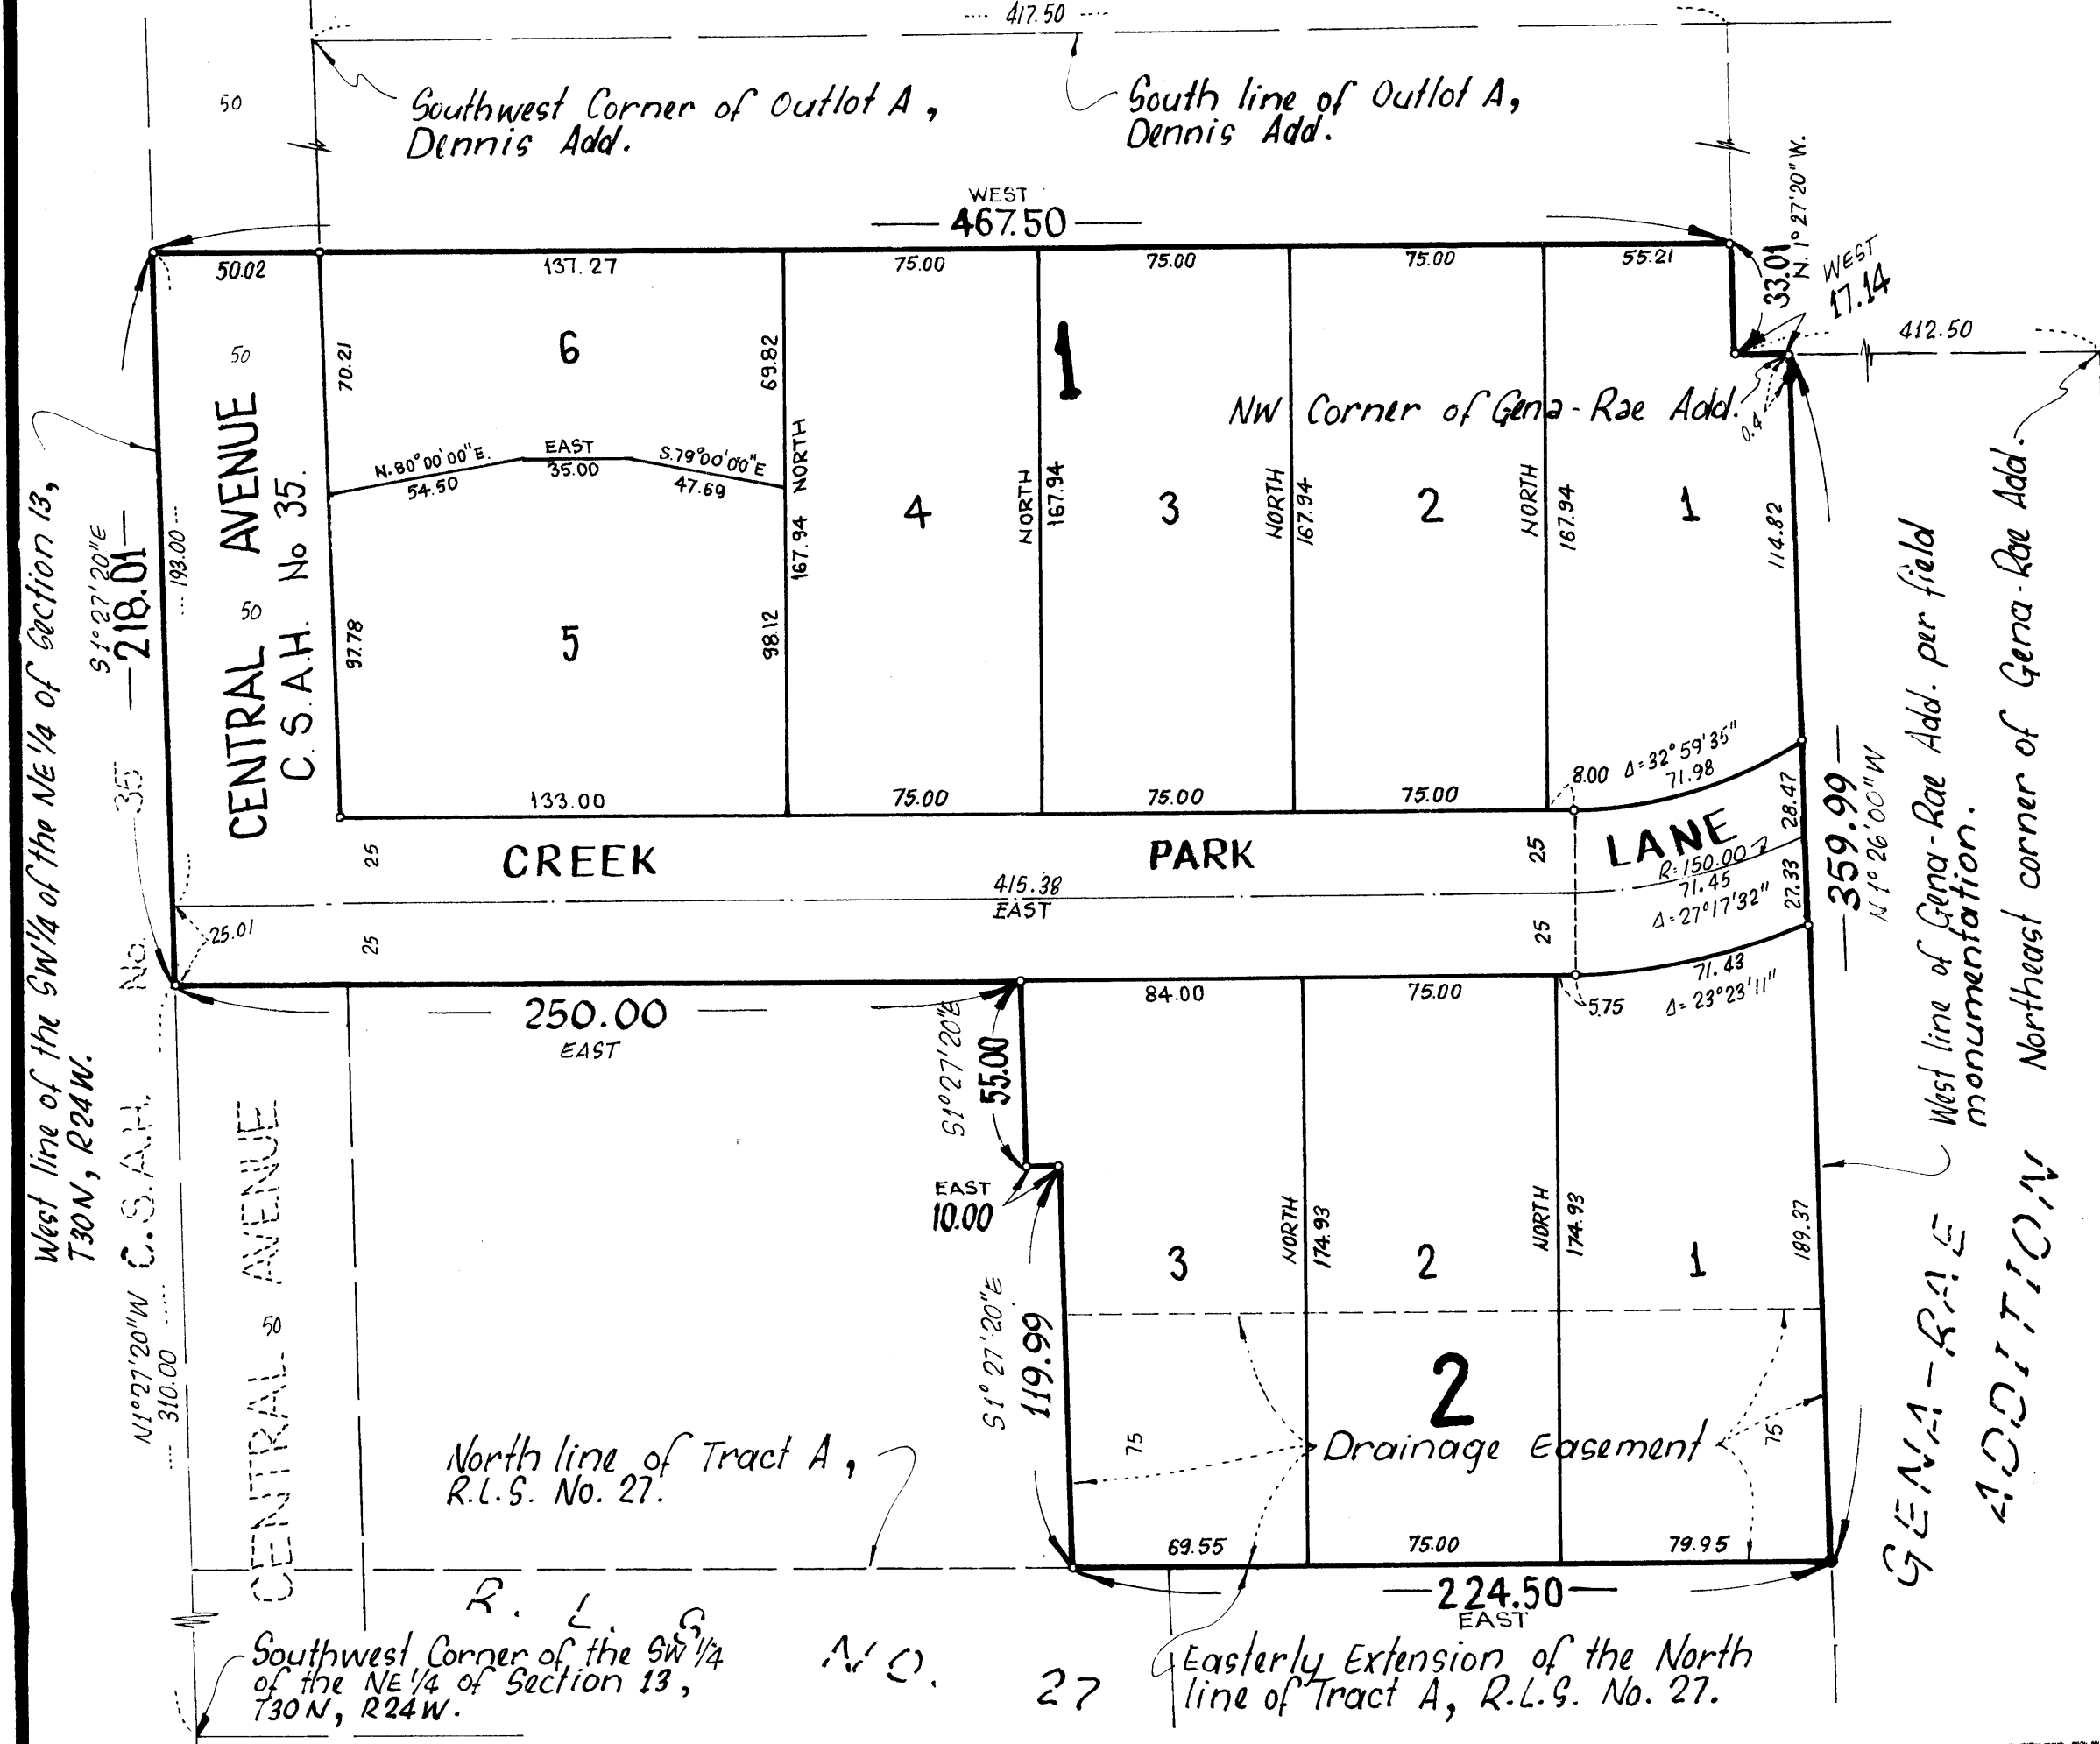 417.50
50
Southwest Corner of Outlot A,
Dennis Add.
South line of Outlot A,
Dennis Add.
WEST
467.50
N. 1°27'20"W.
33.01
WEST
17.14
50.02
137.27
75.00
75.00
75.00
55.21
412.50
50
70.21
6
69.82
1
NW Corner of Gena-Rae Add.
0.4
N.80°00'00"E.
54.50
EAST
35.00
S.79°00'00"E
47.69
NORTH
167.94
4
NORTH
167.94
3
NORTH
167.94
2
NORTH
167.94
1
114.82
West line of the SW1/4 of the NE1/4 of Section 13,
T30N, R24W.
S1°27'20"E
218.01
193.00
CENTRAL AVENUE
C.S.A.H. No 35.
50
97.78
5
98.12
133.00
75.00
75.00
75.00
8.00
Δ=32°59'35"
71.98
28.47
25
CREEK PARK LANE
25
R=150.00
71.45
Δ=27°17'32"
27.33
415.38
EAST
25.01
25
25
359.99
N1°26'00"W
West line of Gena-Rae Add. per field
monumentation.
Northeast corner of Gena-Rae Add.
250.00
EAST
84.00
75.00
5.75
71.43
Δ=23°23'11"
S1°27'20"E
55.00
EAST
10.00
S1°27'20"E
119.99
3
NORTH
174.93
2
NORTH
174.93
1
189.37
C.S.A.H. No. 35
N1°27'20"W
310.00
CENTRAL AVENUE
50
2
75
Drainage Easement
75
North line of Tract A,
R.L.S. No. 27.
69.55
75.00
79.95
224.50
EAST
GENA-RAE
ADDITION
R. L. S. NO. 27
Southwest Corner of the SW1/4
of the NE1/4 of Section 13,
T30N, R24W.
Easterly Extension of the North
line of Tract A, R.L.S. No. 27.